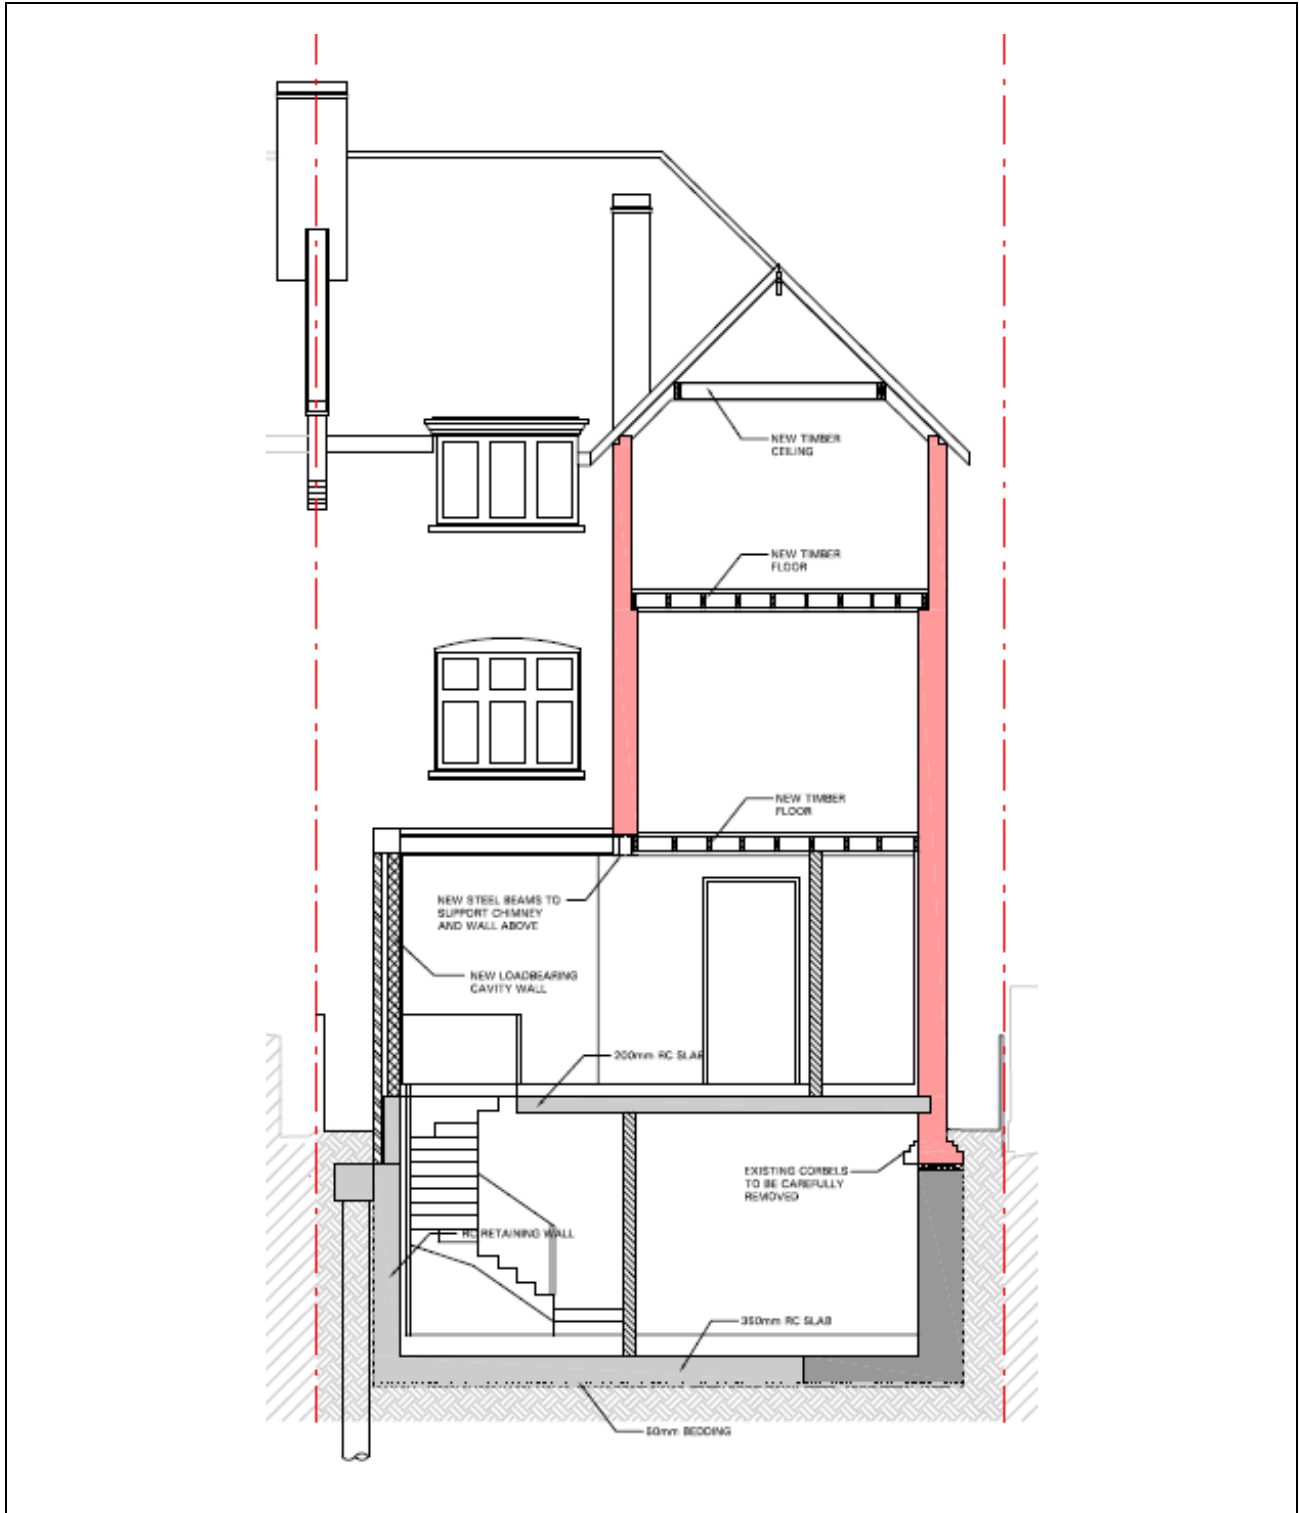 NEW TIMBER
CEILING
NEW TIMBER
FLOOR
NEW TIMBER
FLOOR
NEW STEEL BEAMS TO
SUPPORT CHIMNEY
AND WALL ABOVE
NEW LOADBEARING
CAVITY WALL
200mm RC SLAB
EXISTING CORBELS
TO BE CAREFULLY
REMOVED
RC RETAINING WALL
350mm RC SLAB
50mm BEDDING